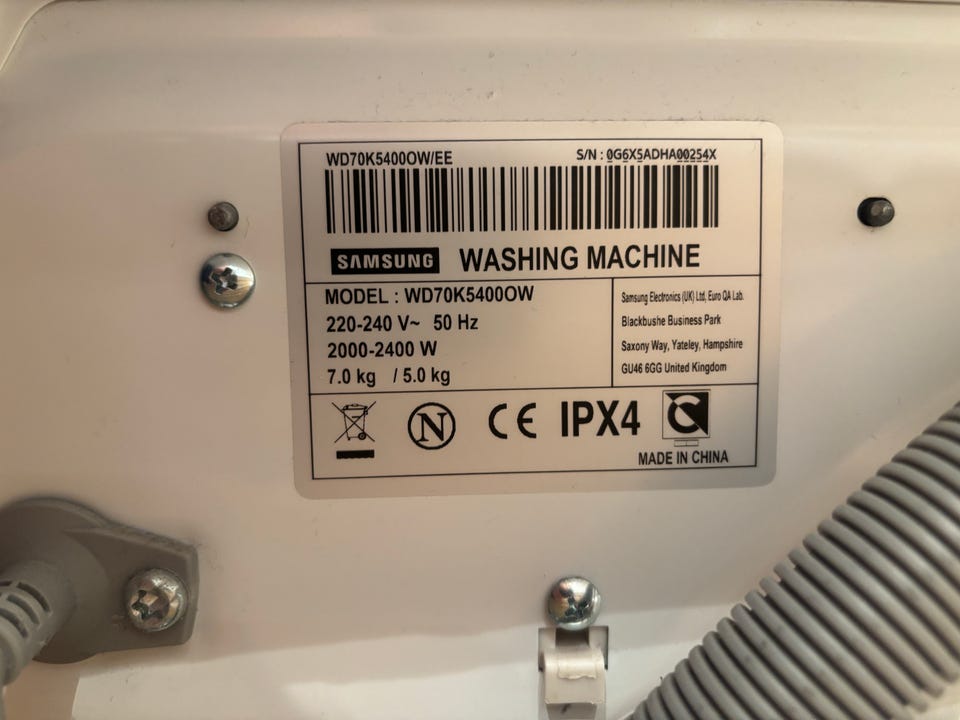 WD70K5400OW/EE S/N : 0G6X5ADHA00254X
SAMSUNG WASHING MACHINE
MODEL : WD70K5400OW
220-240 V~ 50 Hz
2000-2400 W
7.0 kg / 5.0 kg
Samsung Electronics (UK) Ltd, Euro QA Lab.
Blackbushe Business Park
Saxony Way, Yateley, Hampshire
GU46 6GG United Kingdom
N CE IPX4
MADE IN CHINA